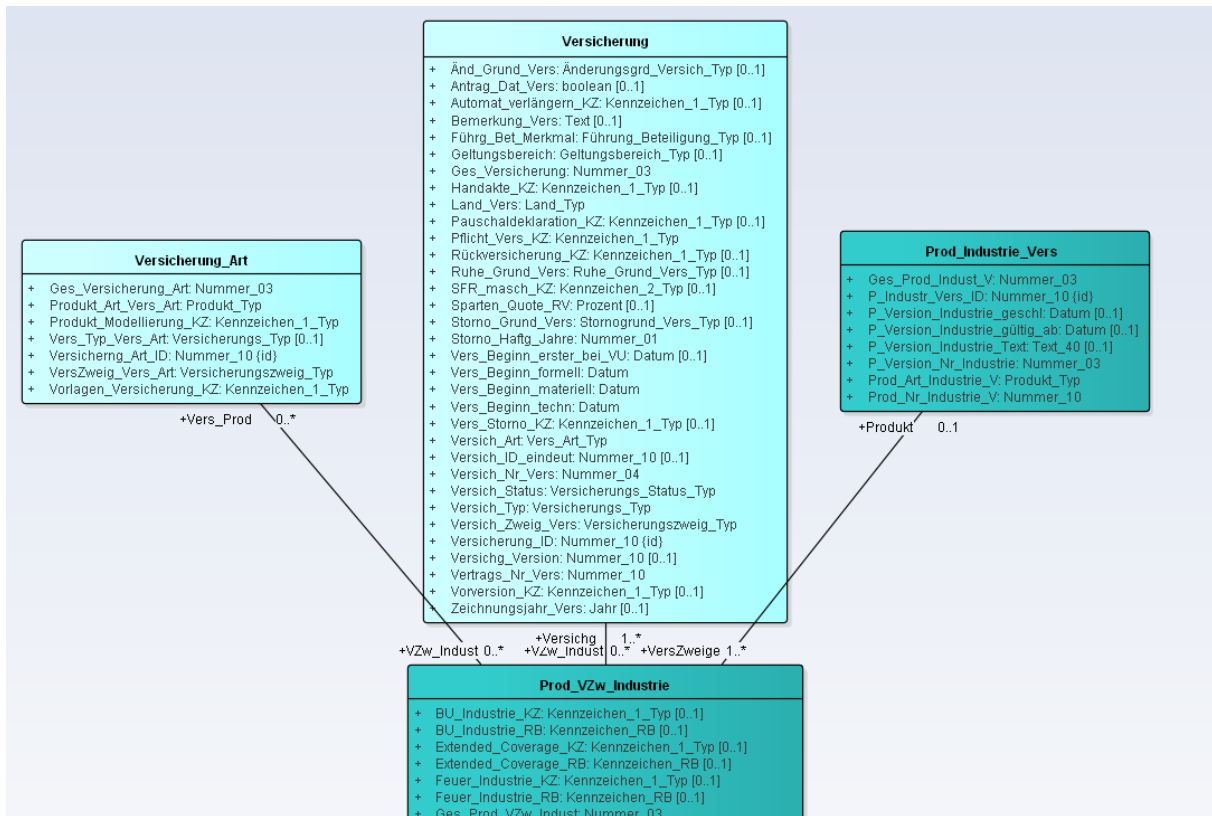 Versicherung
+ Änd_Grund_Vers: Änderungsgrd_Versich_Typ [0..1]
+ Antrag_Dat_Vers: boolean [0..1]
+ Automat_verlängern_KZ: Kennzeichen_1_Typ [0..1]
+ Bemerkung_Vers: Text [0..1]
+ Führg_Bet_Merkmal: Führung_Beteiligung_Typ [0..1]
+ Geltungsbereich: Geltungsbereich_Typ [0..1]
+ Ges_Versicherung: Nummer_03
+ Handakte_KZ: Kennzeichen_1_Typ [0..1]
+ Land_Vers: Land_Typ
+ Pauschaldeklaration_KZ: Kennzeichen_1_Typ [0..1]
+ Pflicht_Vers_KZ: Kennzeichen_1_Typ
+ Rückversicherung_KZ: Kennzeichen_1_Typ [0..1]
+ Ruhe_Grund_Vers: Ruhe_Grund_Vers_Typ [0..1]
+ SFR_masch_KZ: Kennzeichen_2_Typ [0..1]
+ Sparten_Quote_RV: Prozent [0..1]
+ Storno_Grund_Vers: Stornogrund_Vers_Typ [0..1]
+ Storno_Haftg_Jahre: Nummer_01
+ Vers_Beginn_erster_bei_VU: Datum [0..1]
+ Vers_Beginn_formell: Datum
+ Vers_Beginn_materiell: Datum
+ Vers_Beginn_techn: Datum
+ Vers_Storno_KZ: Kennzeichen_1_Typ [0..1]
+ Versich_Art: Vers_Art_Typ
+ Versich_ID_eindeut: Nummer_10 [0..1]
+ Versich_Nr_Vers: Nummer_04
+ Versich_Status: Versicherungs_Status_Typ
+ Versich_Typ: Versicherungs_Typ
+ Versich_Zweig_Vers: Versicherungszweig_Typ
+ Versicherung_ID: Nummer_10 {id}
+ Versichg_Version: Nummer_10 [0..1]
+ Vertrags_Nr_Vers: Nummer_10
+ Vorversion_KZ: Kennzeichen_1_Typ [0..1]
+ Zeichnungsjahr_Vers: Jahr [0..1]
Versicherung_Art
+ Ges_Versicherung_Art: Nummer_03
+ Produkt_Art_Vers_Art: Produkt_Typ
+ Produkt_Modellierung_KZ: Kennzeichen_1_Typ
+ Vers_Typ_Vers_Art: Versicherungs_Typ [0..1]
+ Versicherng_Art_ID: Nummer_10 {id}
+ VersZweig_Vers_Art: Versicherungszweig_Typ
+ Vorlagen_Versicherung_KZ: Kennzeichen_1_Typ
+Vers_Prod 0..*
Prod_Industrie_Vers
+ Ges_Prod_Indust_V: Nummer_03
+ P_Industr_Vers_ID: Nummer_10 {id}
+ P_Version_Industrie_geschl: Datum [0..1]
+ P_Version_Industrie_gültig_ab: Datum [0..1]
+ P_Version_Industrie_Text: Text_40 [0..1]
+ P_Version_Nr_Industrie: Nummer_03
+ Prod_Art_Industrie_V: Produkt_Typ
+ Prod_Nr_Industrie_V: Nummer_10
+Produkt 0..1
+Versichg 1..*
+VZw_Indust 0..* +VZw_Indust 0..* +VersZweige 1..*
Prod_VZw_Industrie
+ BU_Industrie_KZ: Kennzeichen_1_Typ [0..1]
+ BU_Industrie_RB: Kennzeichen_RB [0..1]
+ Extended_Coverage_KZ: Kennzeichen_1_Typ [0..1]
+ Extended_Coverage_RB: Kennzeichen_RB [0..1]
+ Feuer_Industrie_KZ: Kennzeichen_1_Typ [0..1]
+ Feuer_Industrie_RB: Kennzeichen_RB [0..1]
+ Ges_Prod_VZw_Indust: Nummer_03